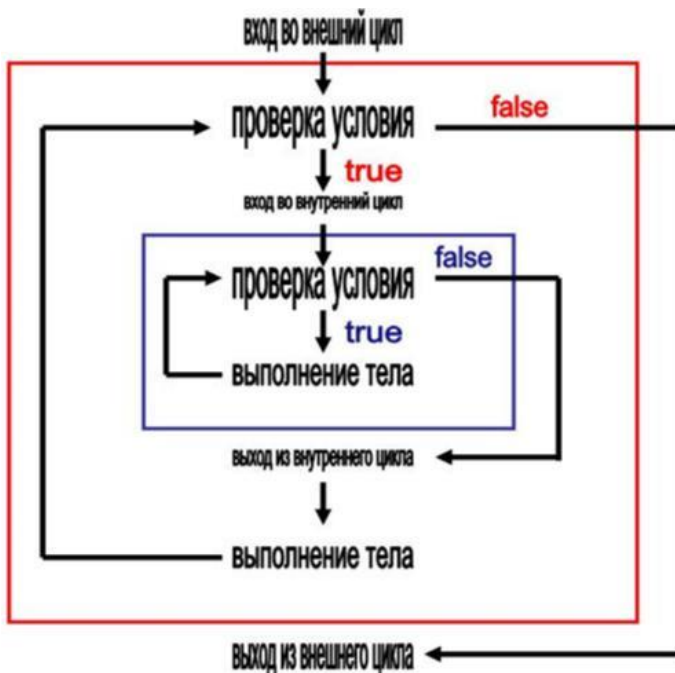 вход во внешний цикл
проверка условия
false
true
вход во внутренний цикл
проверка условия
false
true
выполнение тела
выход из внутреннего цикла
выполнение тела
выход из внешнего цикла